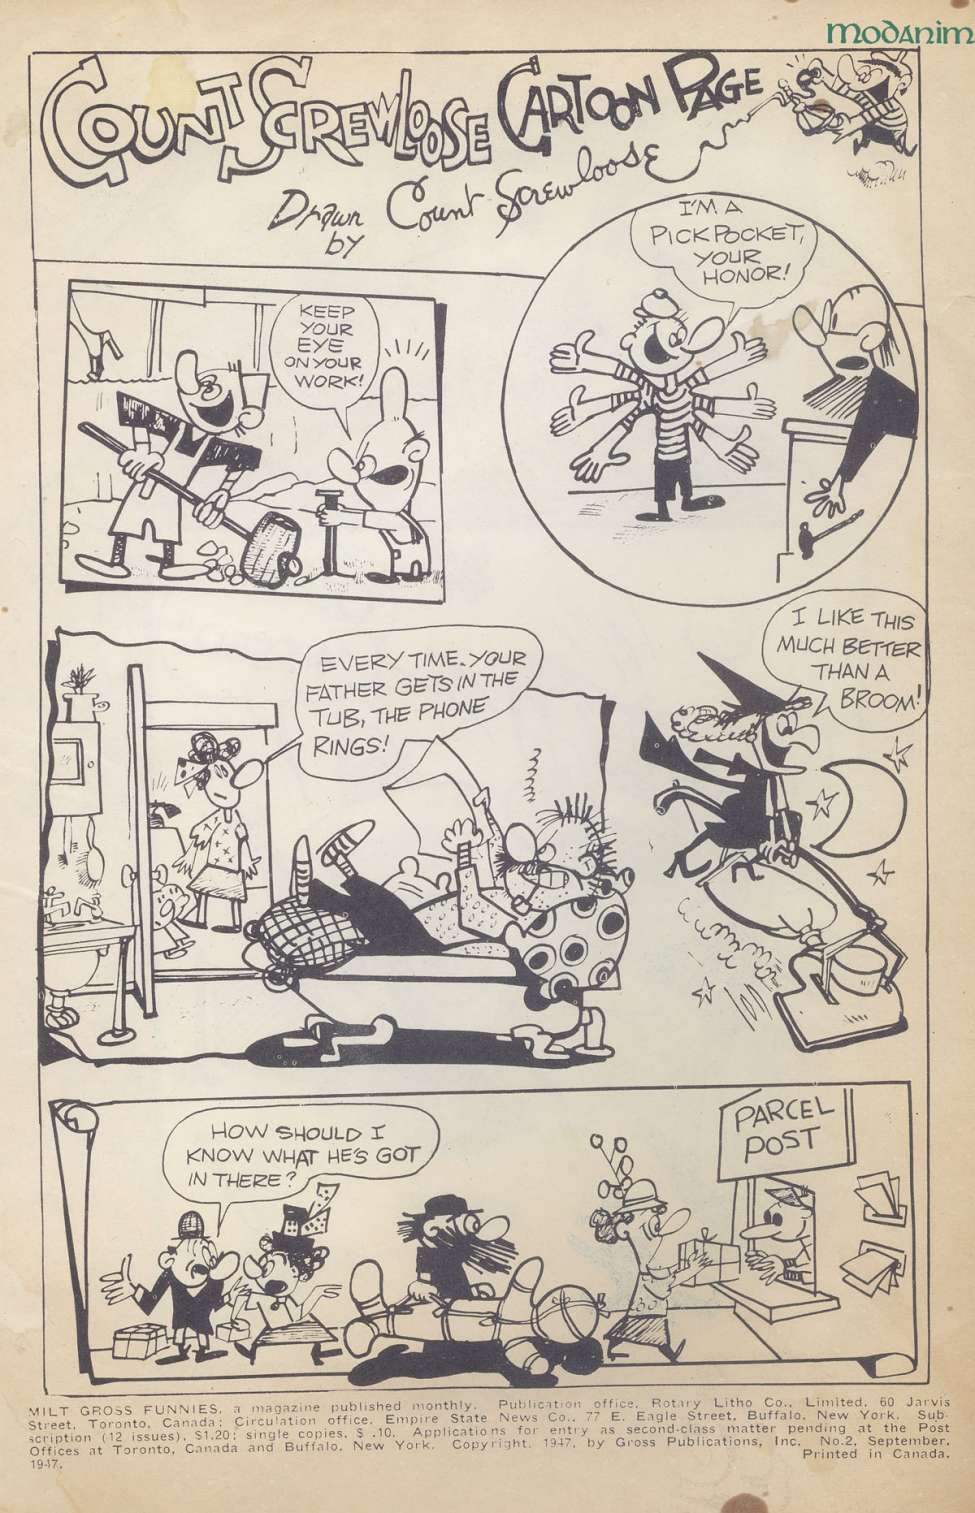 Modanim
COUNT SCREWLOOSE CARTOON PAGE
Drawn
by
Count Screwloose
KEEP
YOUR
EYE
ON YOUR
WORK!
I'M A
PICKPOCKET,
YOUR
HONOR!
EVERY TIME YOUR
FATHER GETS IN THE
TUB, THE PHONE
RINGS!
I LIKE THIS
MUCH BETTER
THAN A
BROOM!
HOW SHOULD I
KNOW WHAT HE'S GOT
IN THERE?
PARCEL
POST
MILT GROSS FUNNIES, a magazine published monthly. Publication office, Rotary Litho Co., Limited, 60 Jarvis
Street, Toronto, Canada; Circulation office, Empire State News Co., 77 E. Eagle Street, Buffalo, New York. Sub-
scription (12 issues), $1.20; single copies, $ .10. Applications for entry as second-class matter pending at the Post
Offices at Toronto, Canada and Buffalo, New York. Copyright, 1947, by Gross Publications, Inc. No.2, September,
1947. Printed in Canada.